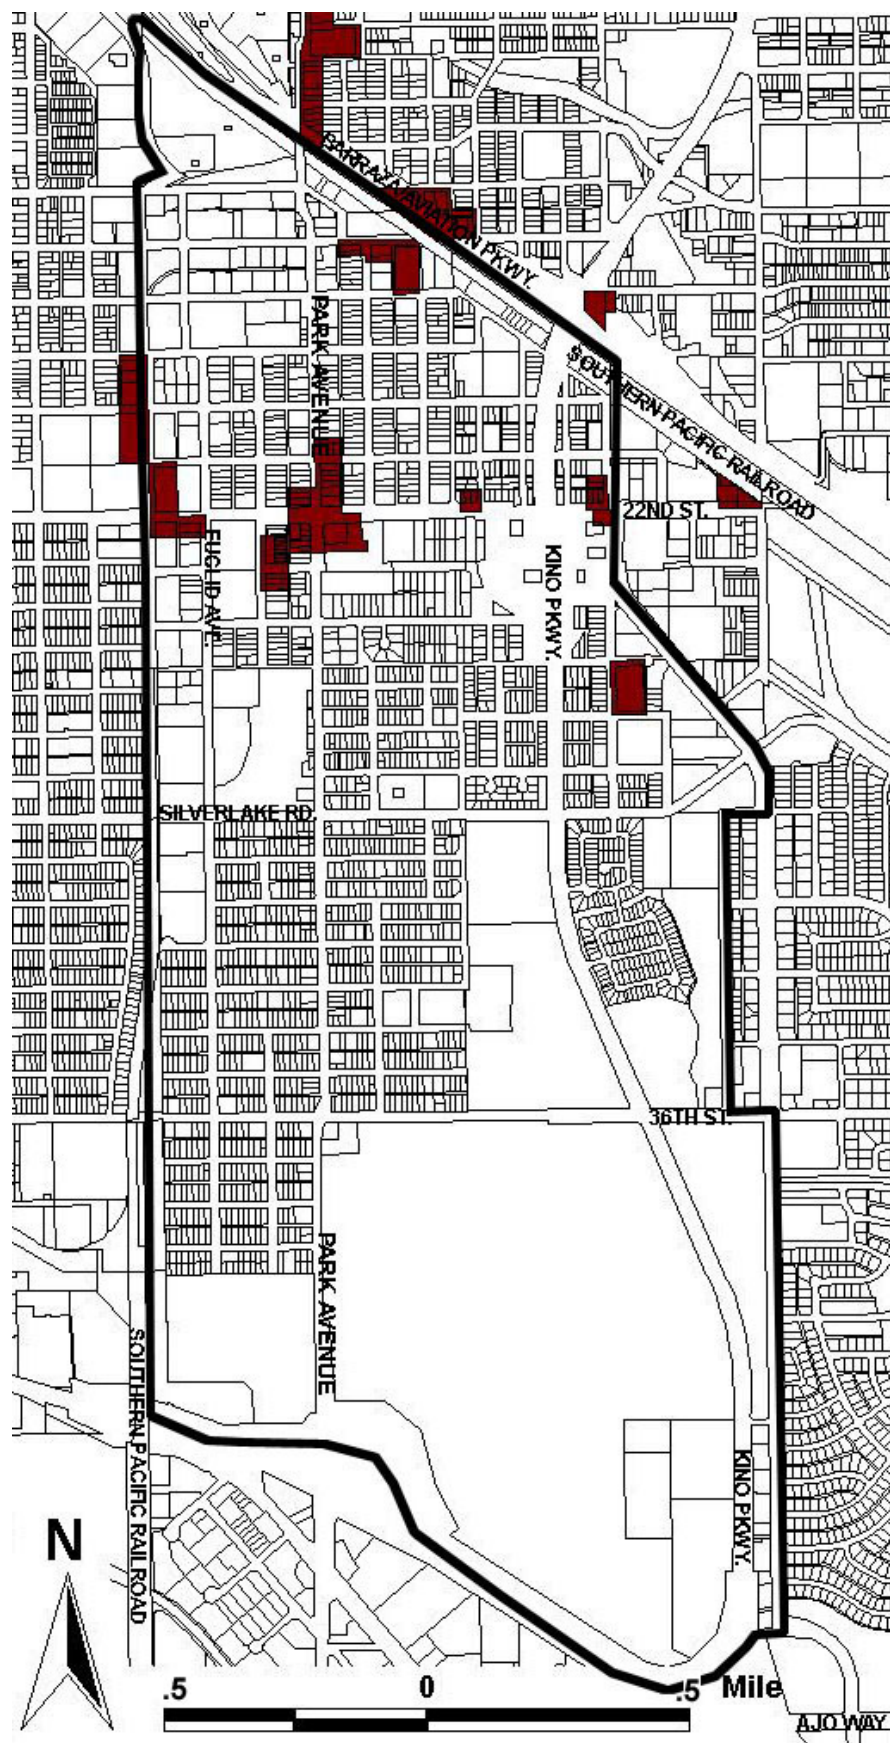 BARRAZA/AVIATION PKWY.
PARK AVENUE
SOUTHERN PACIFIC RAILROAD
22ND ST.
EUCLID AVE.
KINO PKWY.
SILVERLAKE RD.
36TH ST.
PARK AVENUE
SOUTHERN PACIFIC RAILROAD
KINO PKWY.
N
.5 0 .5 Mile
AJO WAY